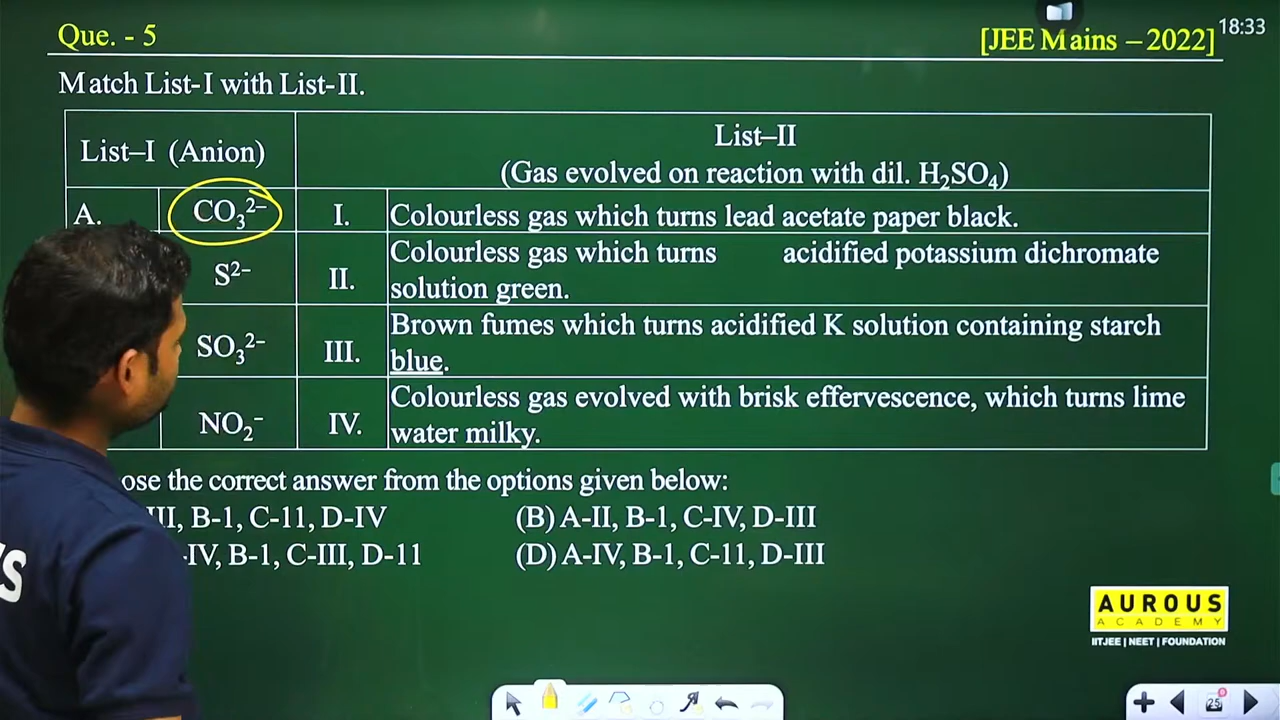 Que. - 5
[JEE Mains – 2022]
18:33
Match List-I with List-II.
List–I (Anion)
List–II
(Gas evolved on reaction with dil. H₂SO₄)
A. CO₃²⁻ I. Colourless gas which turns lead acetate paper black.
S²⁻ II. Colourless gas which turns acidified potassium dichromate
solution green.
SO₃²⁻ III. Brown fumes which turns acidified K solution containing starch
blue.
NO₂⁻ IV. Colourless gas evolved with brisk effervescence, which turns lime
water milky.
ose the correct answer from the options given below:
III, B-1, C-11, D-IV (B) A-II, B-1, C-IV, D-III
-IV, B-1, C-III, D-11 (D) A-IV, B-1, C-11, D-III
AUROUS
ACADEMY
IITJEE | NEET | FOUNDATION
25